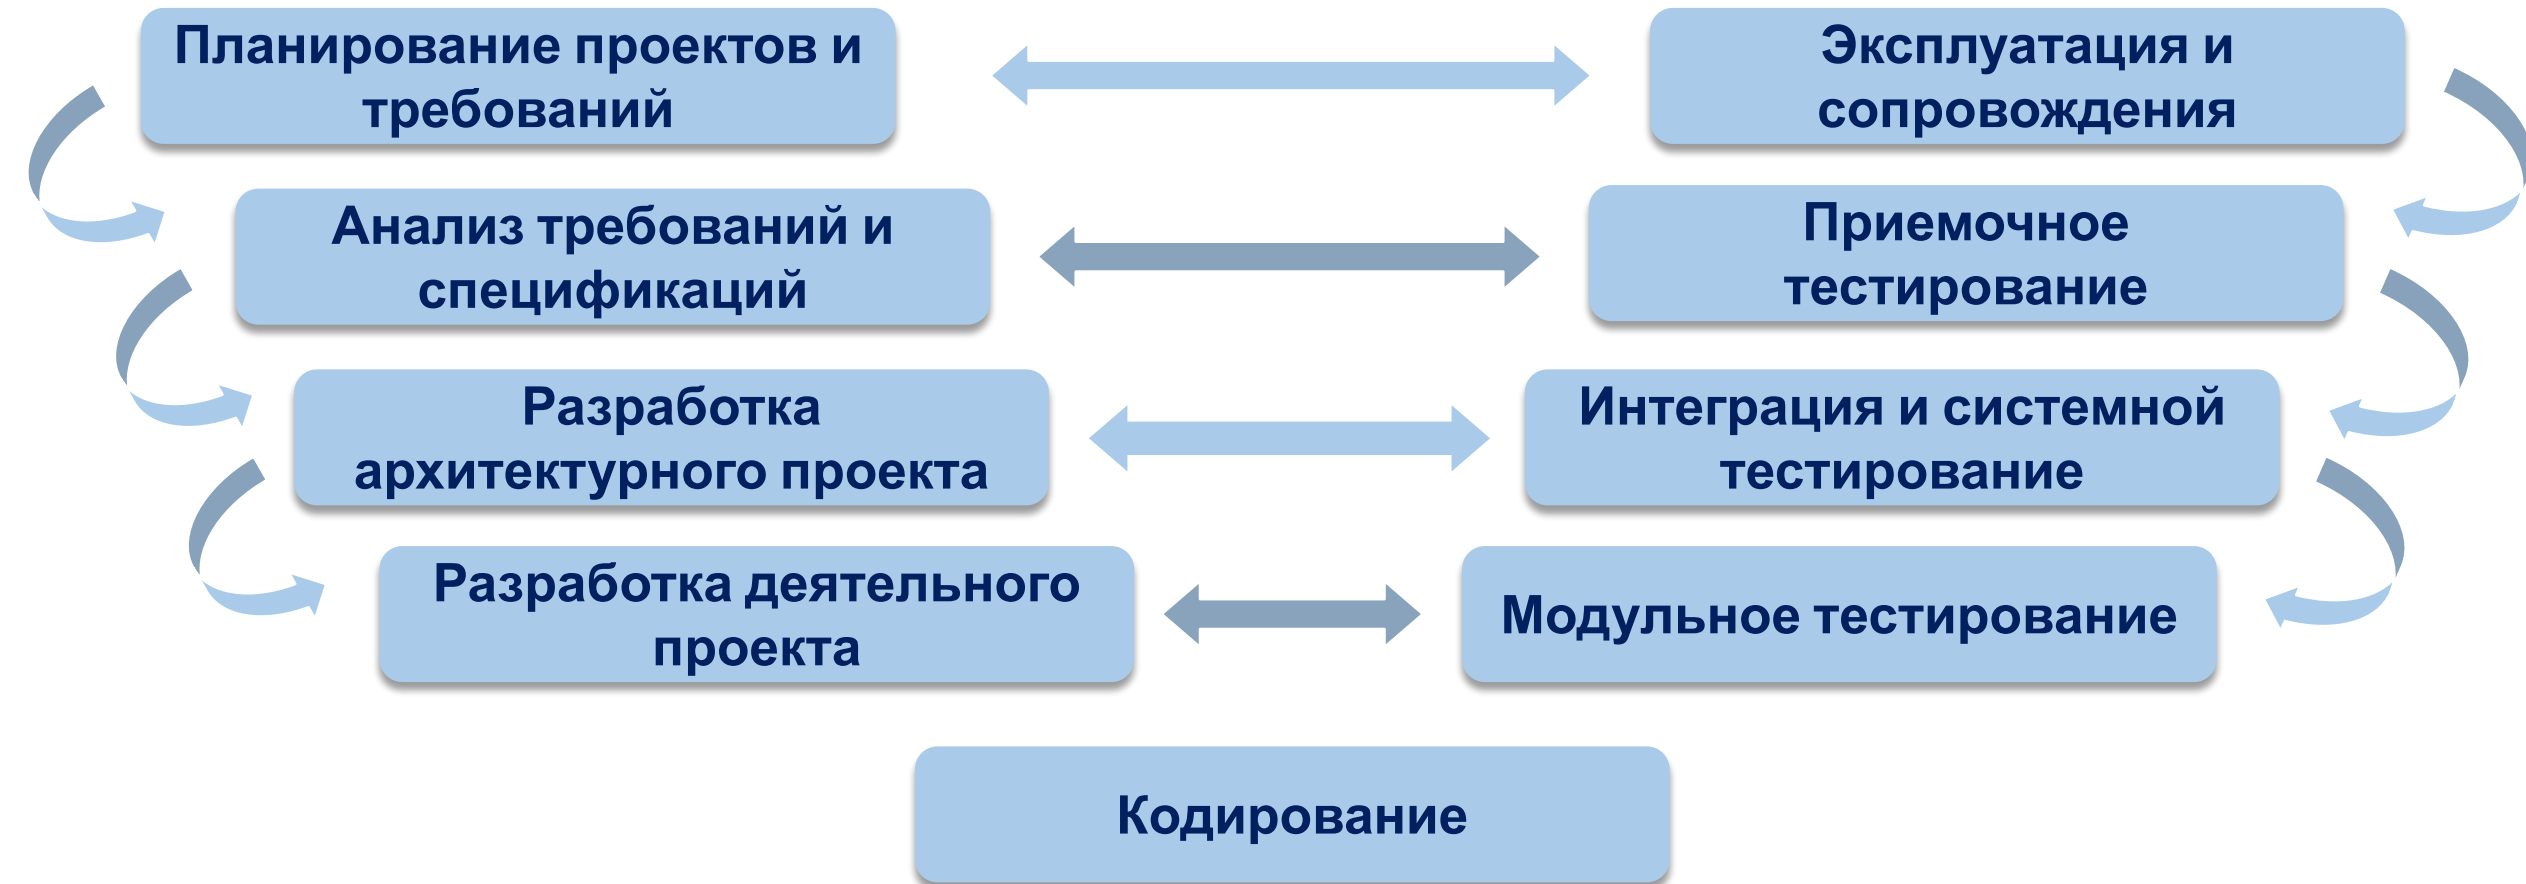 Планирование проектов и
требований
Эксплуатация и
сопровождения
Анализ требований и
спецификаций
Приемочное
тестирование
Разработка
архитектурного проекта
Интеграция и системной
тестирование
Разработка деятельного
проекта
Модульное тестирование
Кодирование